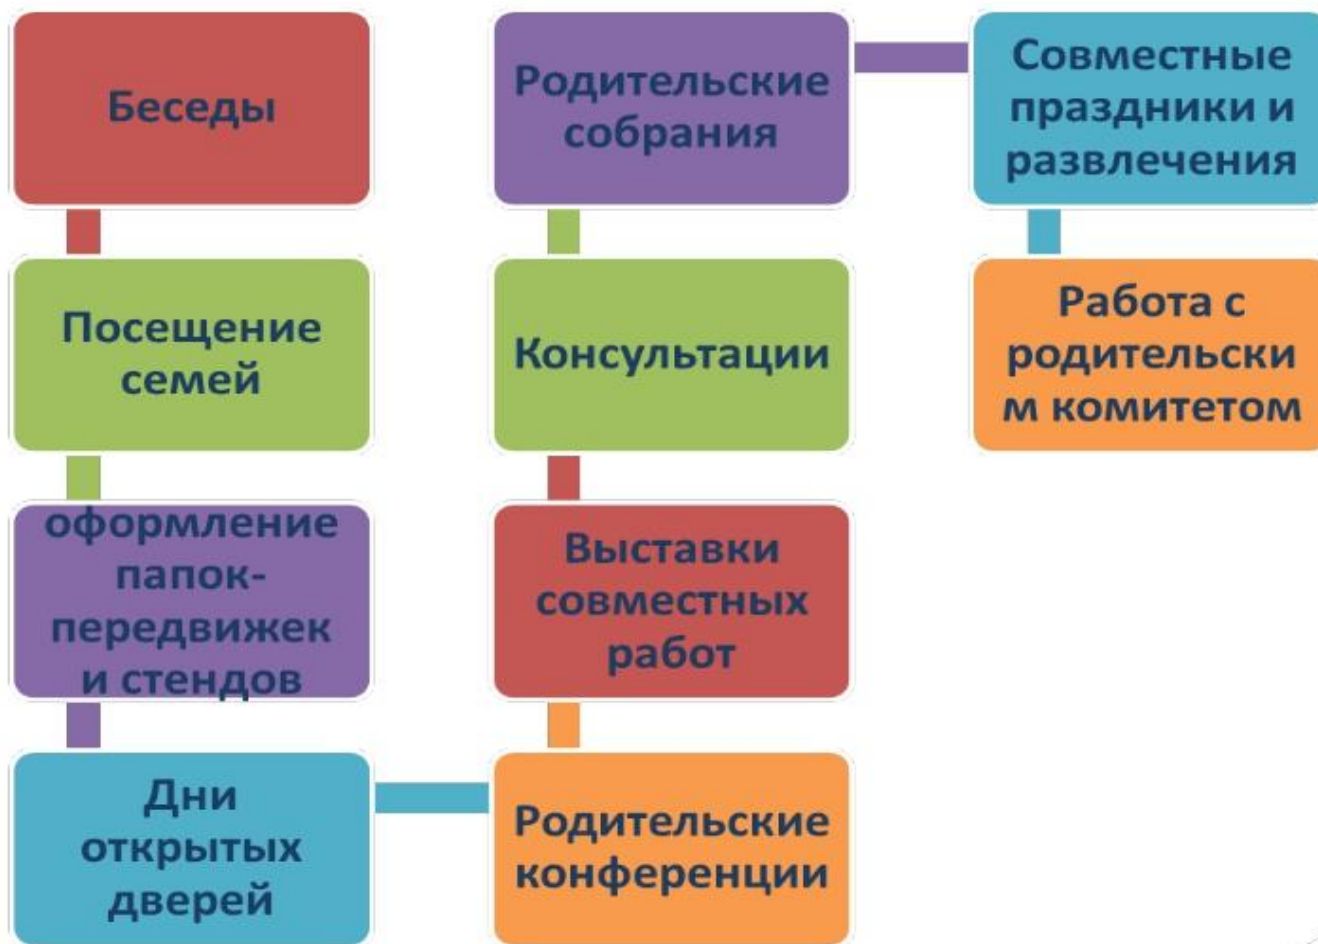 Беседы
Посещение
семей
оформление
папок-
передвижек
и стендов
Дни
открытых
дверей
Родительские
конференции
Выставки
совместных
работ
Консультации
Родительские
собрания
Совместные
праздники и
развлечения
Работа с
родительски
м комитетом